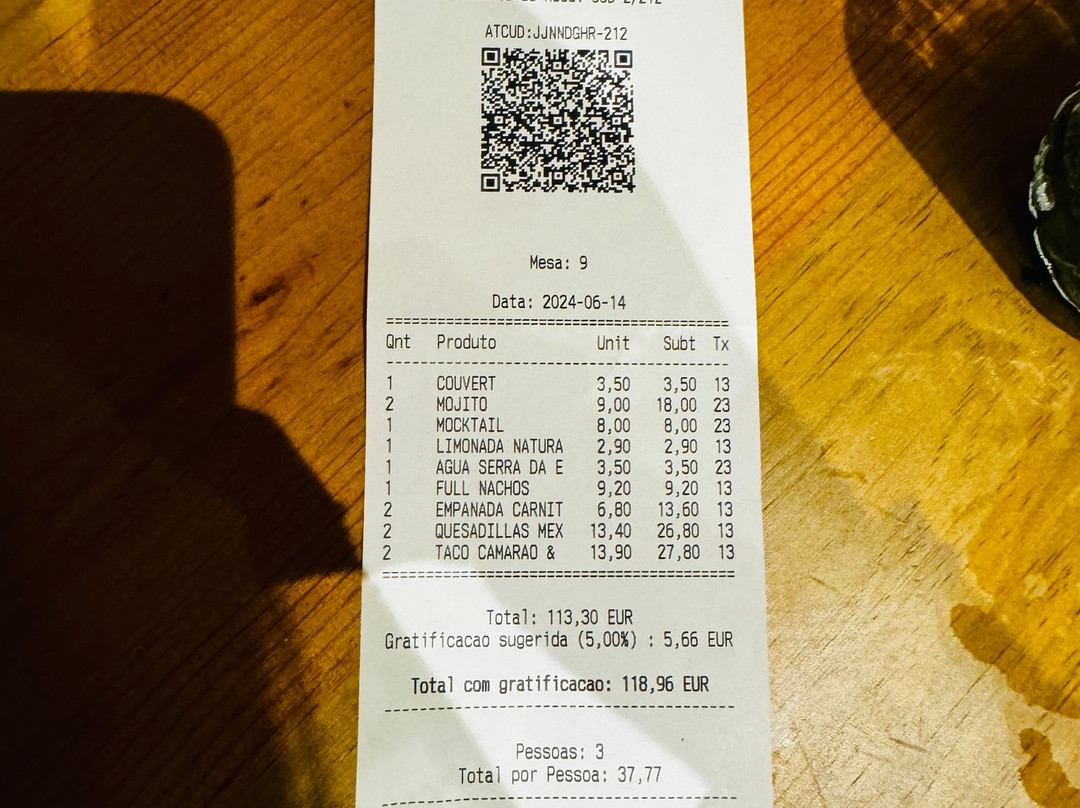 ATCUD:JJNNDGHR-212
Mesa: 9
Data: 2024-06-14
Qnt Produto Unit Subt Tx
1 COUVERT 3,50 3,50 13
2 MOJITO 9,00 18,00 23
1 MOCKTAIL 8,00 8,00 23
1 LIMONADA NATURA 2,90 2,90 13
1 AGUA SERRA DA E 3,50 3,50 23
1 FULL NACHOS 9,20 9,20 13
2 EMPANADA CARNIT 6,80 13,60 13
2 QUESADILLAS MEX 13,40 26,80 13
2 TACO CAMARAO & 13,90 27,80 13
Total: 113,30 EUR
Gratificacao sugerida (5,00%) : 5,66 EUR
Total com gratificacao: 118,96 EUR
Pessoas: 3
Total por Pessoa: 37,77